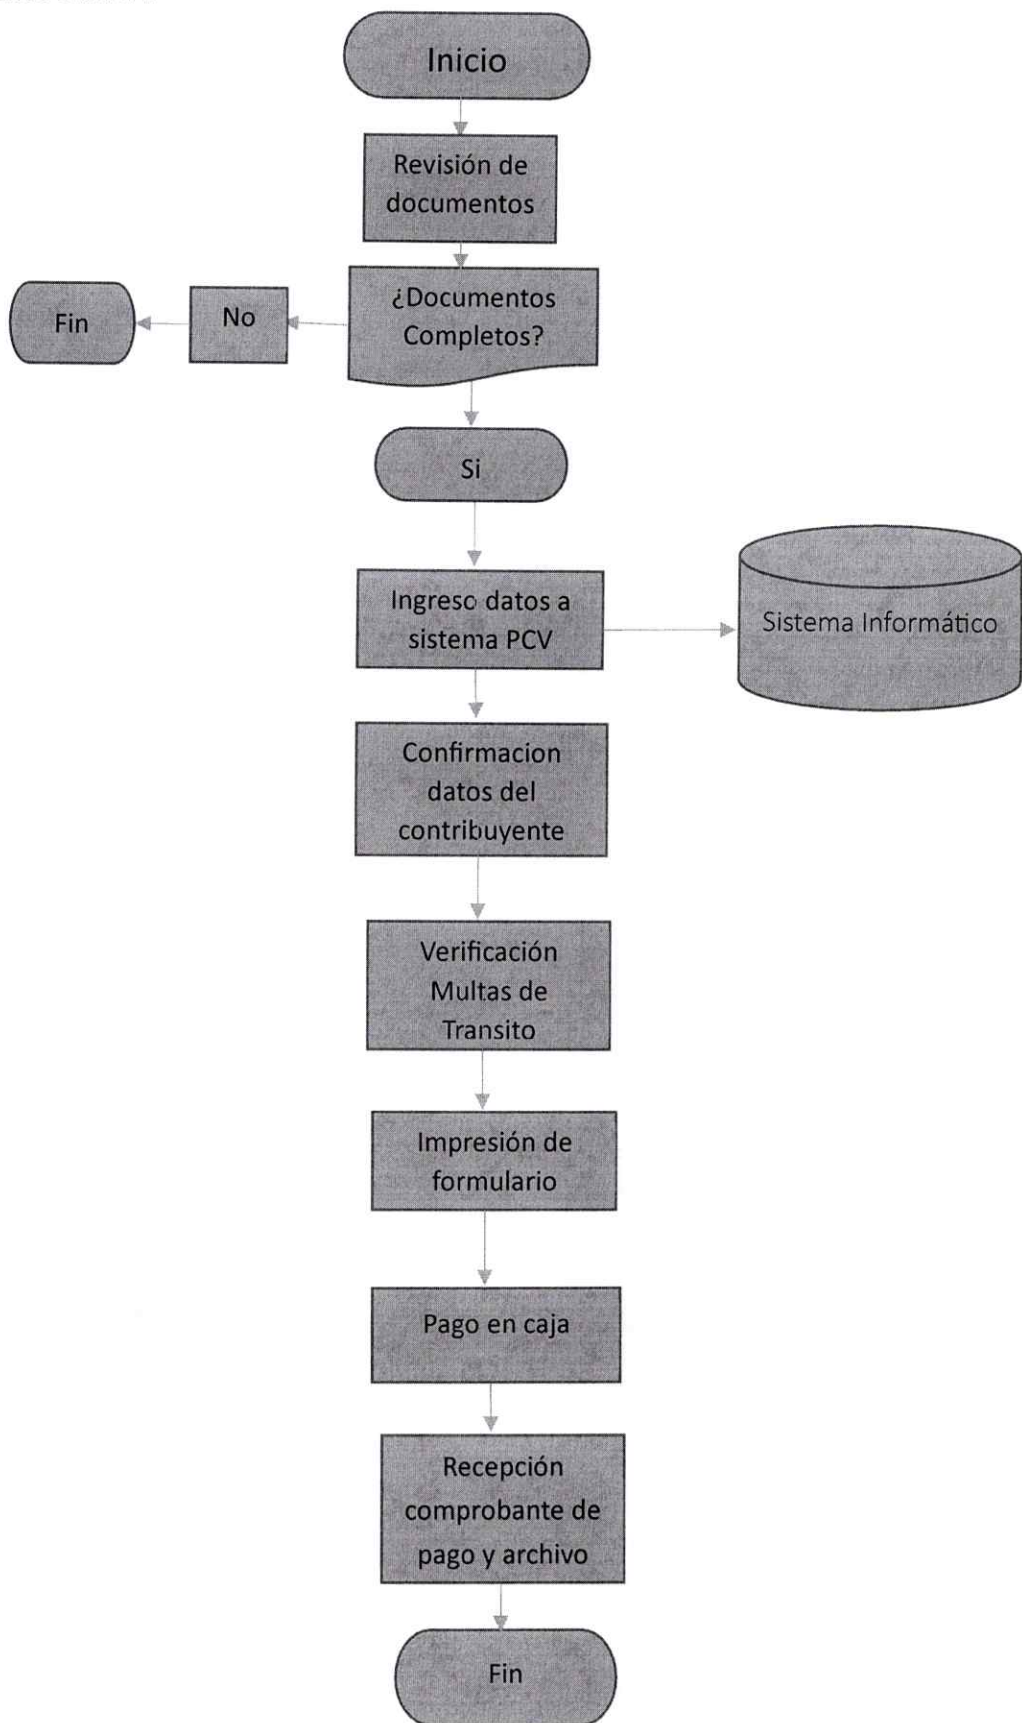 Inicio
Revisión de
documentos
¿Documentos
Completos?
No
Fin
Si
Ingreso datos a
sistema PCV
Sistema Informático
Confirmacion
datos del
contribuyente
Verificación
Multas de
Transito
Impresión de
formulario
Pago en caja
Recepción
comprobante de
pago y archivo
Fin